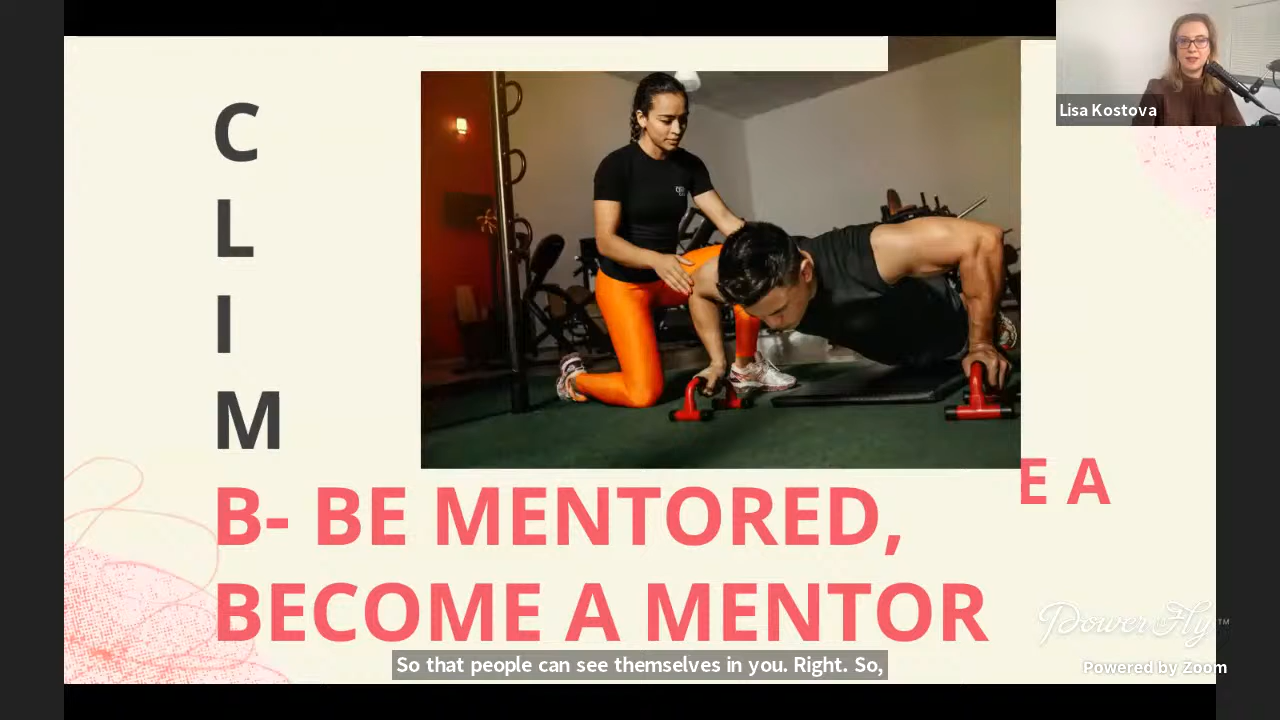 Lisa Kostova
C
L
I
M
E A
B- BE MENTORED,
BECOME A MENTOR
PowerToFly™
So that people can see themselves in you. Right. So,
Powered by Zoom